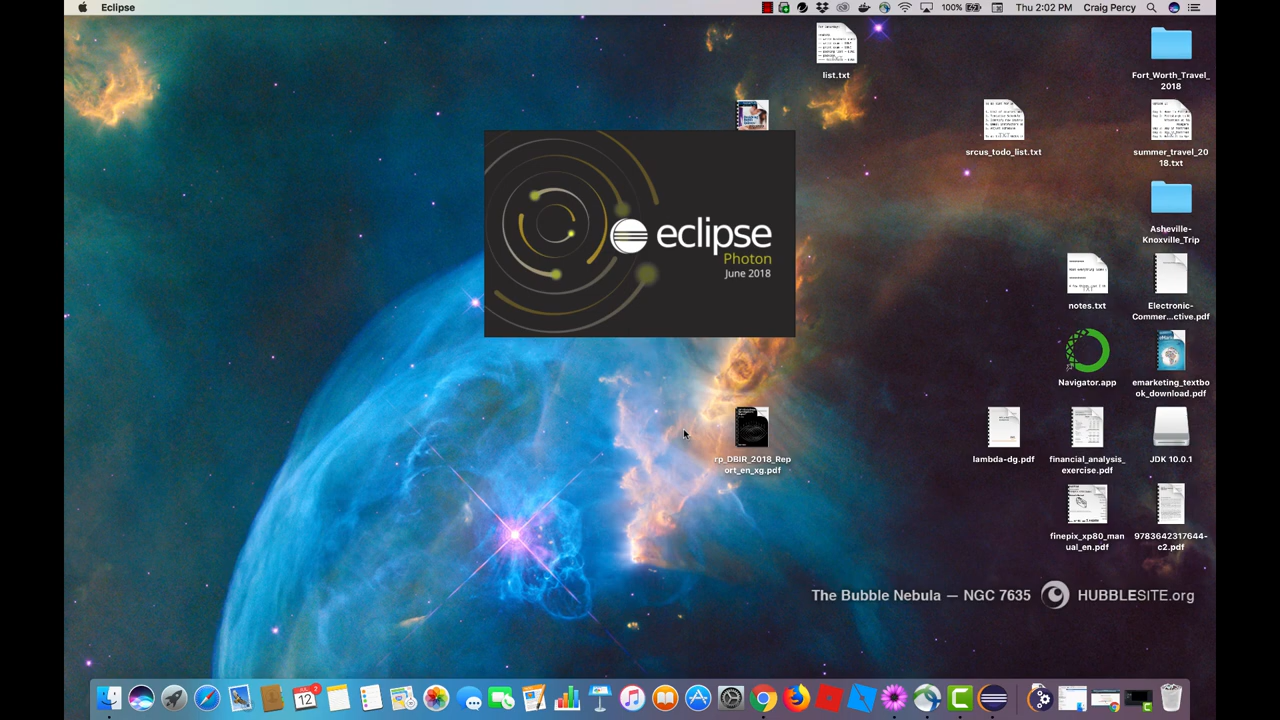 Eclipse
100%
Thu 2:02 PM
Craig Percy
list.txt
Fort_Worth_Travel_
2018
srcus_todo_list.txt
summer_travel_20
18.txt
eclipse
Photon
June 2018
Asheville-
Knoxville_Trip
notes.txt
Electronic-
Commer...ctive.pdf
Navigator.app
emarketing_textbo
ok_download.pdf
rp_DBIR_2018_Rep
ort_en_xg.pdf
lambda-dg.pdf
financial_analysis_
exercise.pdf
JDK 10.0.1
finepix_xp80_man
ual_en.pdf
9783642317644-
c2.pdf
The Bubble Nebula — NGC 7635
HUBBLESITE.org
JUL
12
2